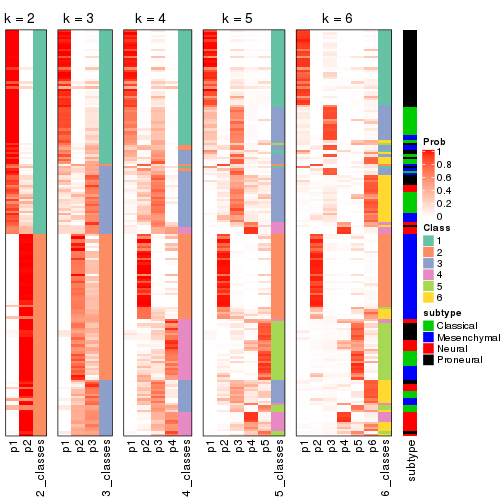 k = 2 k = 3 k = 4 k = 5 k = 6
Prob
1
0.8
0.6
0.4
0.2
0
Class
1
2
3
4
5
6
subtype
Classical
Mesenchymal
Neural
Proneural
p1 p2 2_classes p1 p2 p3 3_classes p1 p2 p3 p4 4_classes p1 p2 p3 p4 p5 5_classes p1 p2 p3 p4 p5 p6 6_classes subtype